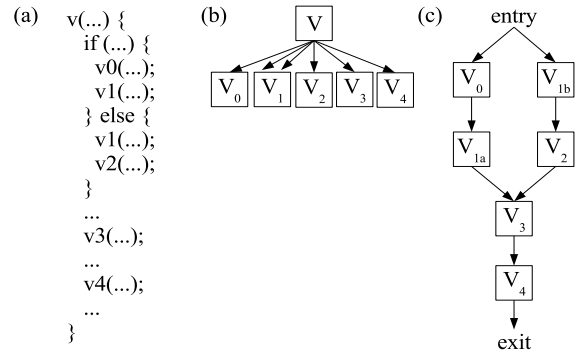 (a)
v(...) {
if (...) {
v0(...);
v1(...);
} else {
v1(...);
v2(...);
}
...
v3(...);
...
v4(...);
...
}
(b)
V
V0 V1 V2 V3 V4
(c)
entry
V0 V1b
V1a V2
V3
V4
exit